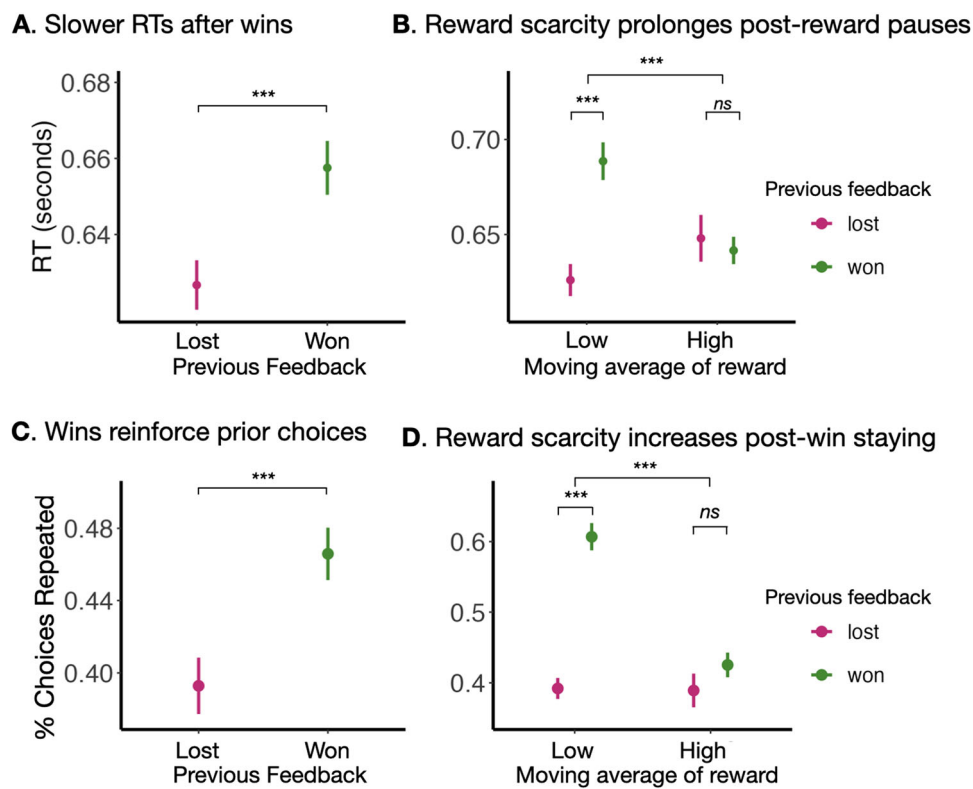 A. Slower RTs after wins
0.68
0.66
0.64
RT (seconds)
***
Lost
Won
Previous Feedback
B. Reward scarcity prolonges post-reward pauses
0.70
0.65
***
***
ns
Low
High
Moving average of reward
Previous feedback
lost
won
C. Wins reinforce prior choices
0.48
0.44
0.40
% Choices Repeated
***
Lost
Won
Previous Feedback
D. Reward scarcity increases post-win staying
0.6
0.5
0.4
***
***
ns
Low
High
Moving average of reward
Previous feedback
lost
won